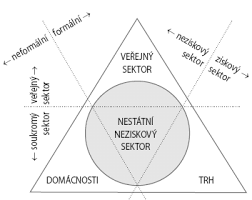 ← neformální
formální →
← neziskový
sektor
ziskový →
sektor
VEŘEJNÝ
SEKTOR
← soukromý
sektor
veřejný →
sektor
NESTÁTNÍ
NEZISKOVÝ
SEKTOR
DOMÁCNOSTI
TRH